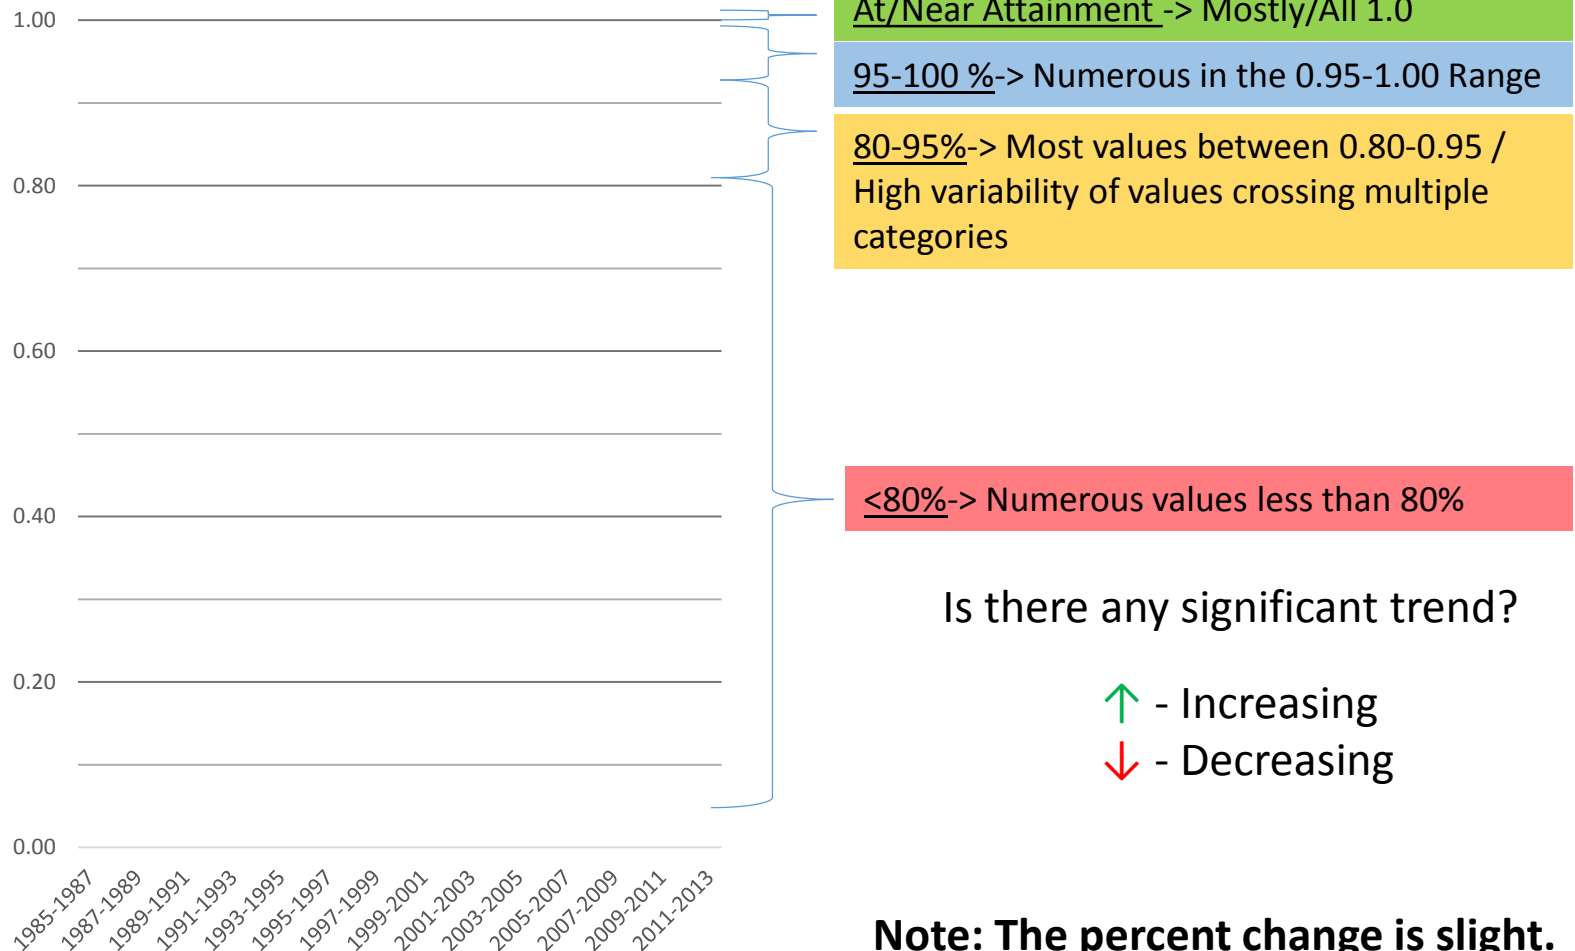 1.00
0.80
0.60
0.40
0.20
0.00
1985-1987
1987-1989
1989-1991
1991-1993
1993-1995
1995-1997
1997-1999
1999-2001
2001-2003
2003-2005
2005-2007
2007-2009
2009-2011
2011-2013
At/Near Attainment -> Mostly/All 1.0
95-100 %-> Numerous in the 0.95-1.00 Range
80-95%-> Most values between 0.80-0.95 /
High variability of values crossing multiple
categories
<80%-> Numerous values less than 80%
Is there any significant trend?
↑ - Increasing
↓ - Decreasing
Note: The percent change is slight.